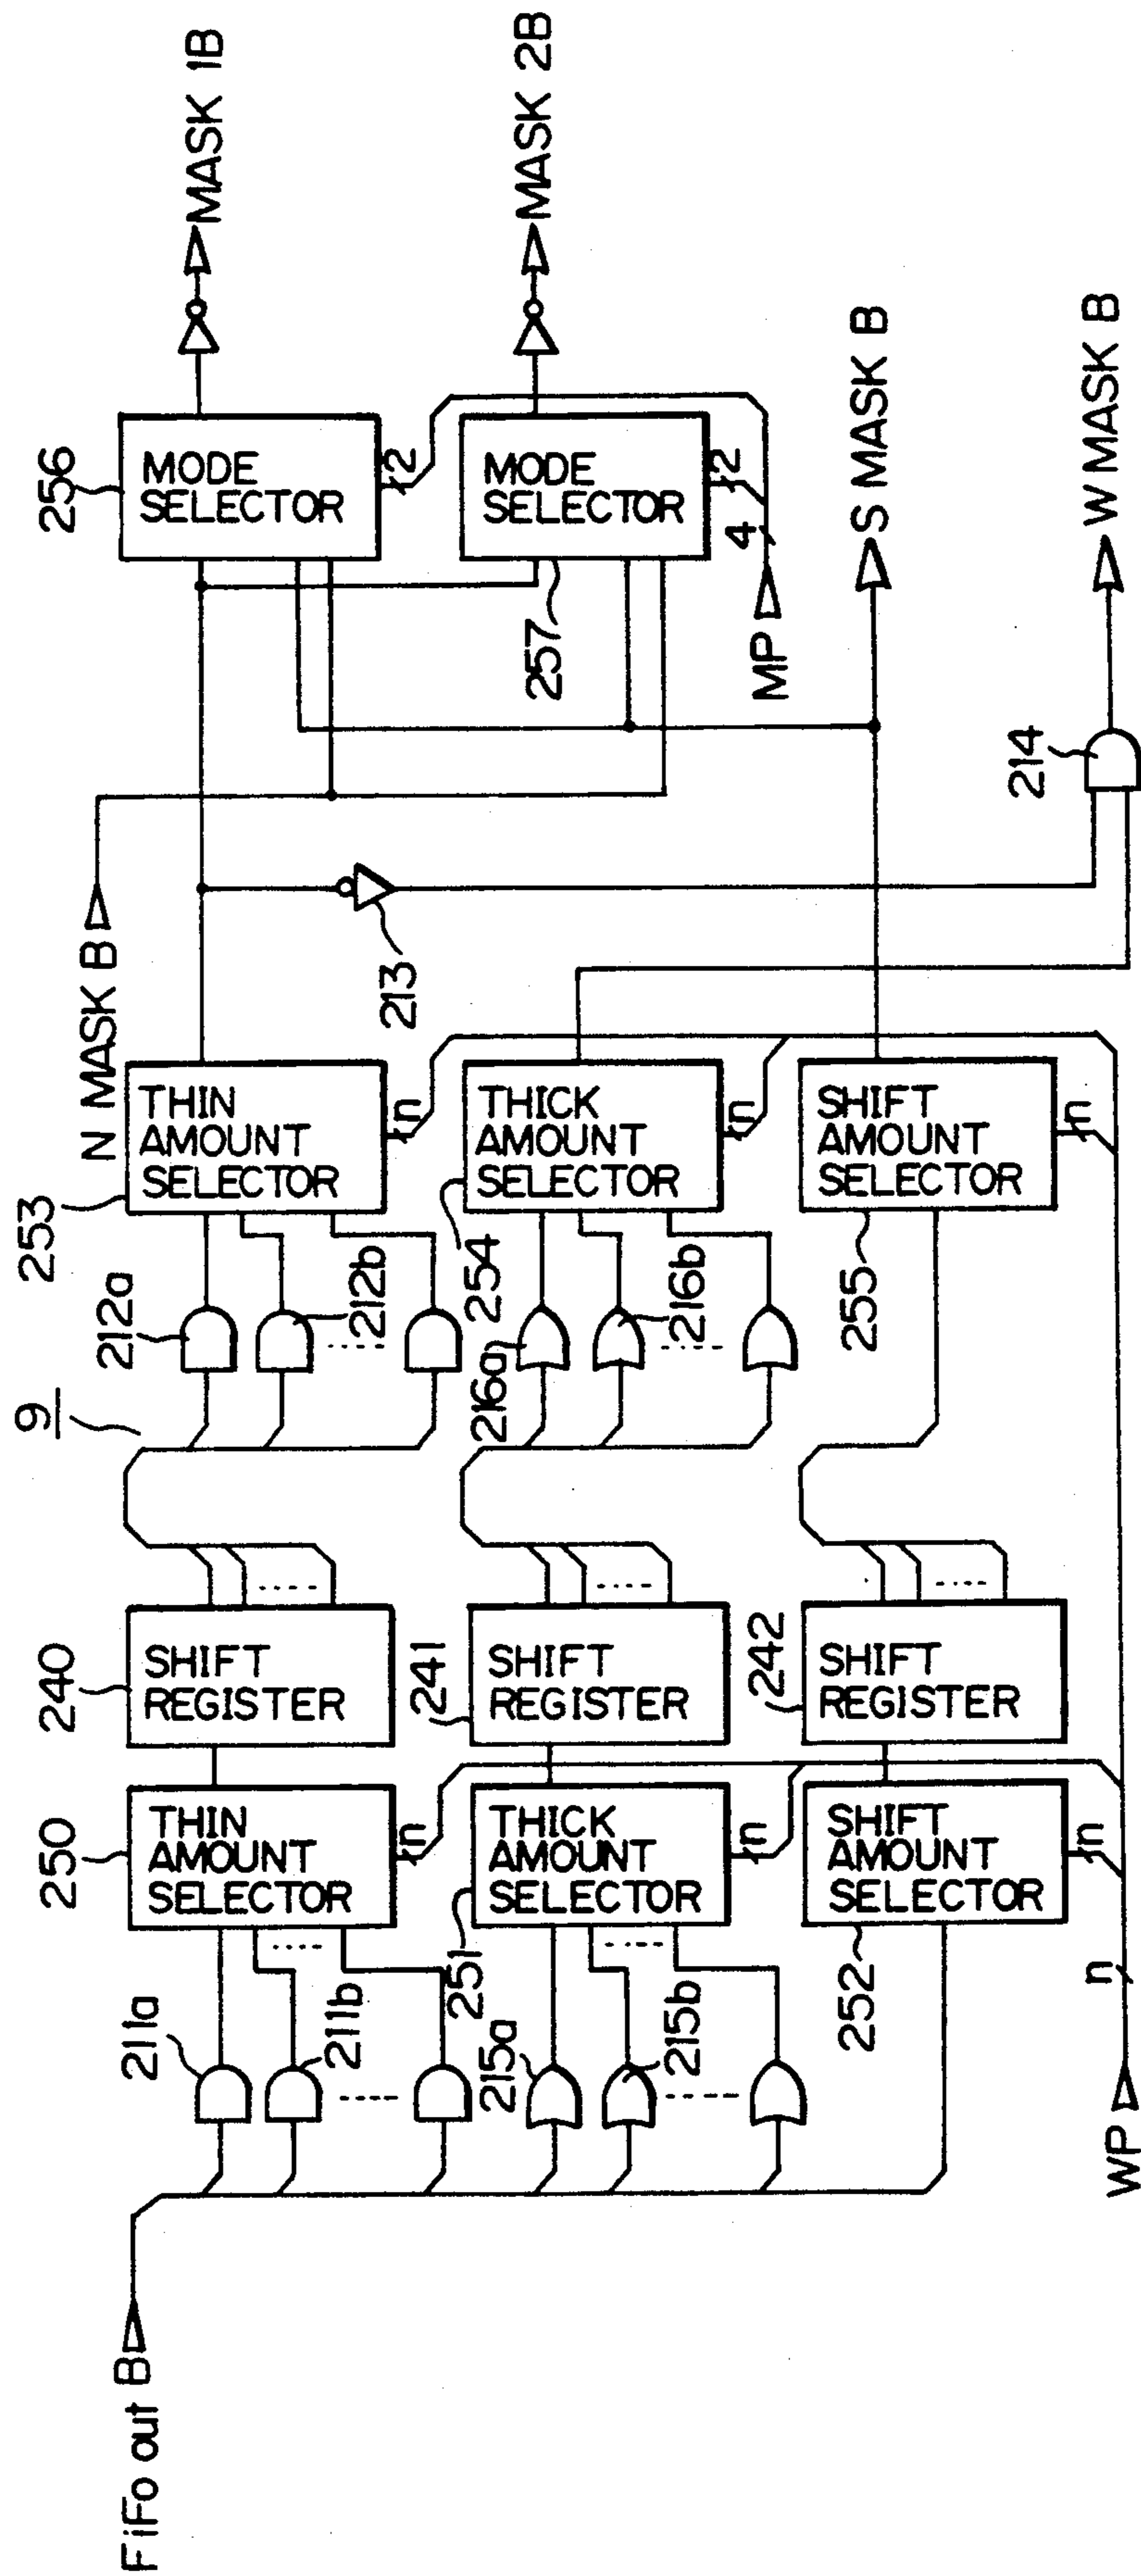 FiFo out B
WP
n
211a
211b
215a
215b
250
THIN
AMOUNT
SELECTOR
n
251
THICK
AMOUNT
SELECTOR
n
252
SHIFT
AMOUNT
SELECTOR
n
240
SHIFT
REGISTER
241
SHIFT
REGISTER
242
SHIFT
REGISTER
9
212a
212b
216a
216b
253
THIN
AMOUNT
SELECTOR
n
254
THICK
AMOUNT
SELECTOR
n
255
SHIFT
AMOUNT
SELECTOR
n
N MASK B
213
214
256
MODE
SELECTOR
2
257
MODE
SELECTOR
2
MP
4
MASK 1B
MASK 2B
S MASK B
W MASK B